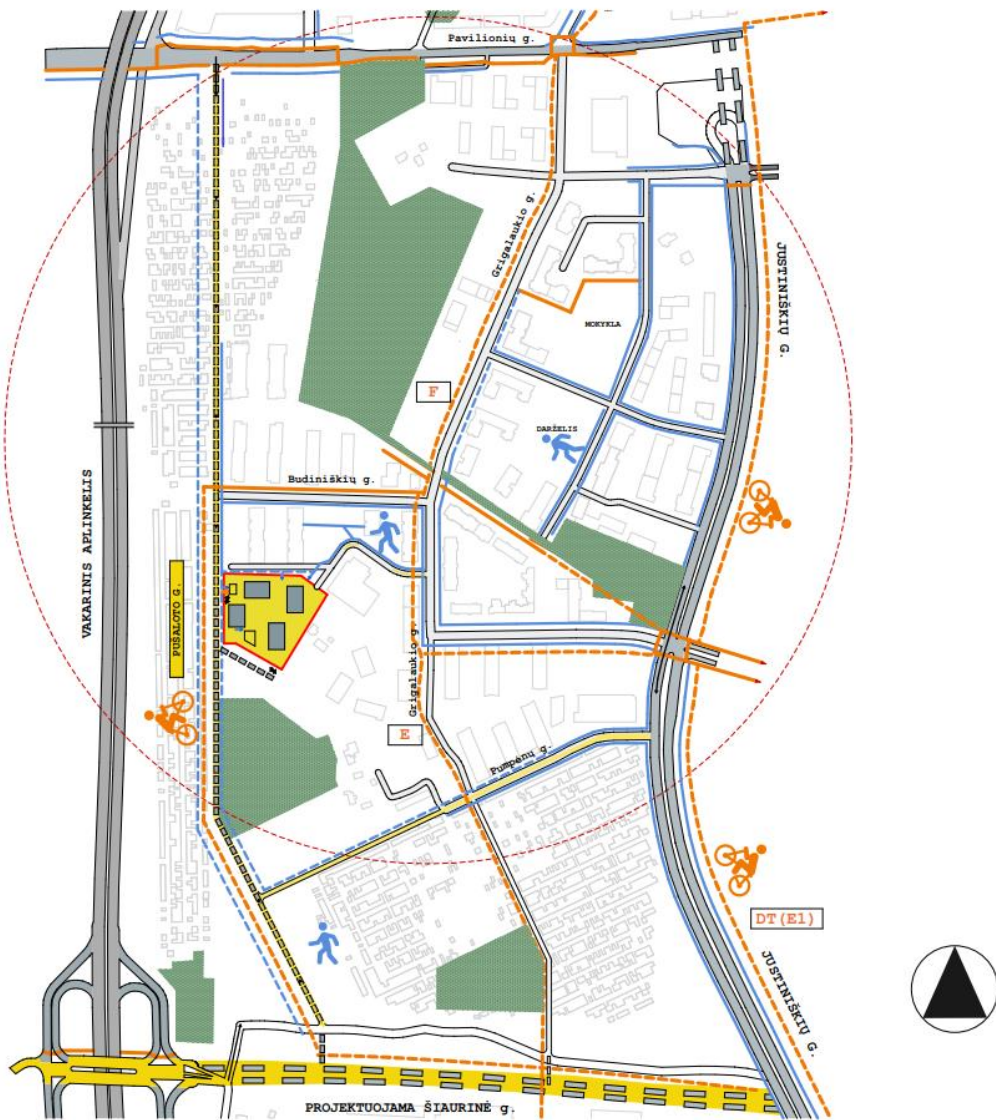 Pavilionių g.
Grigalaukio g.
JUSTINIŠKIŲ G.
MOKYKLA
F
DARŽELIS
VAKARINIS APLINKELIS
Budiniškių g.
PUŠALOTO G.
Grigalaukio g.
E
Pumpėnų g.
DT(E1)
JUSTINIŠKIŲ G.
PROJEKTUOJAMA ŠIAURINĖ g.